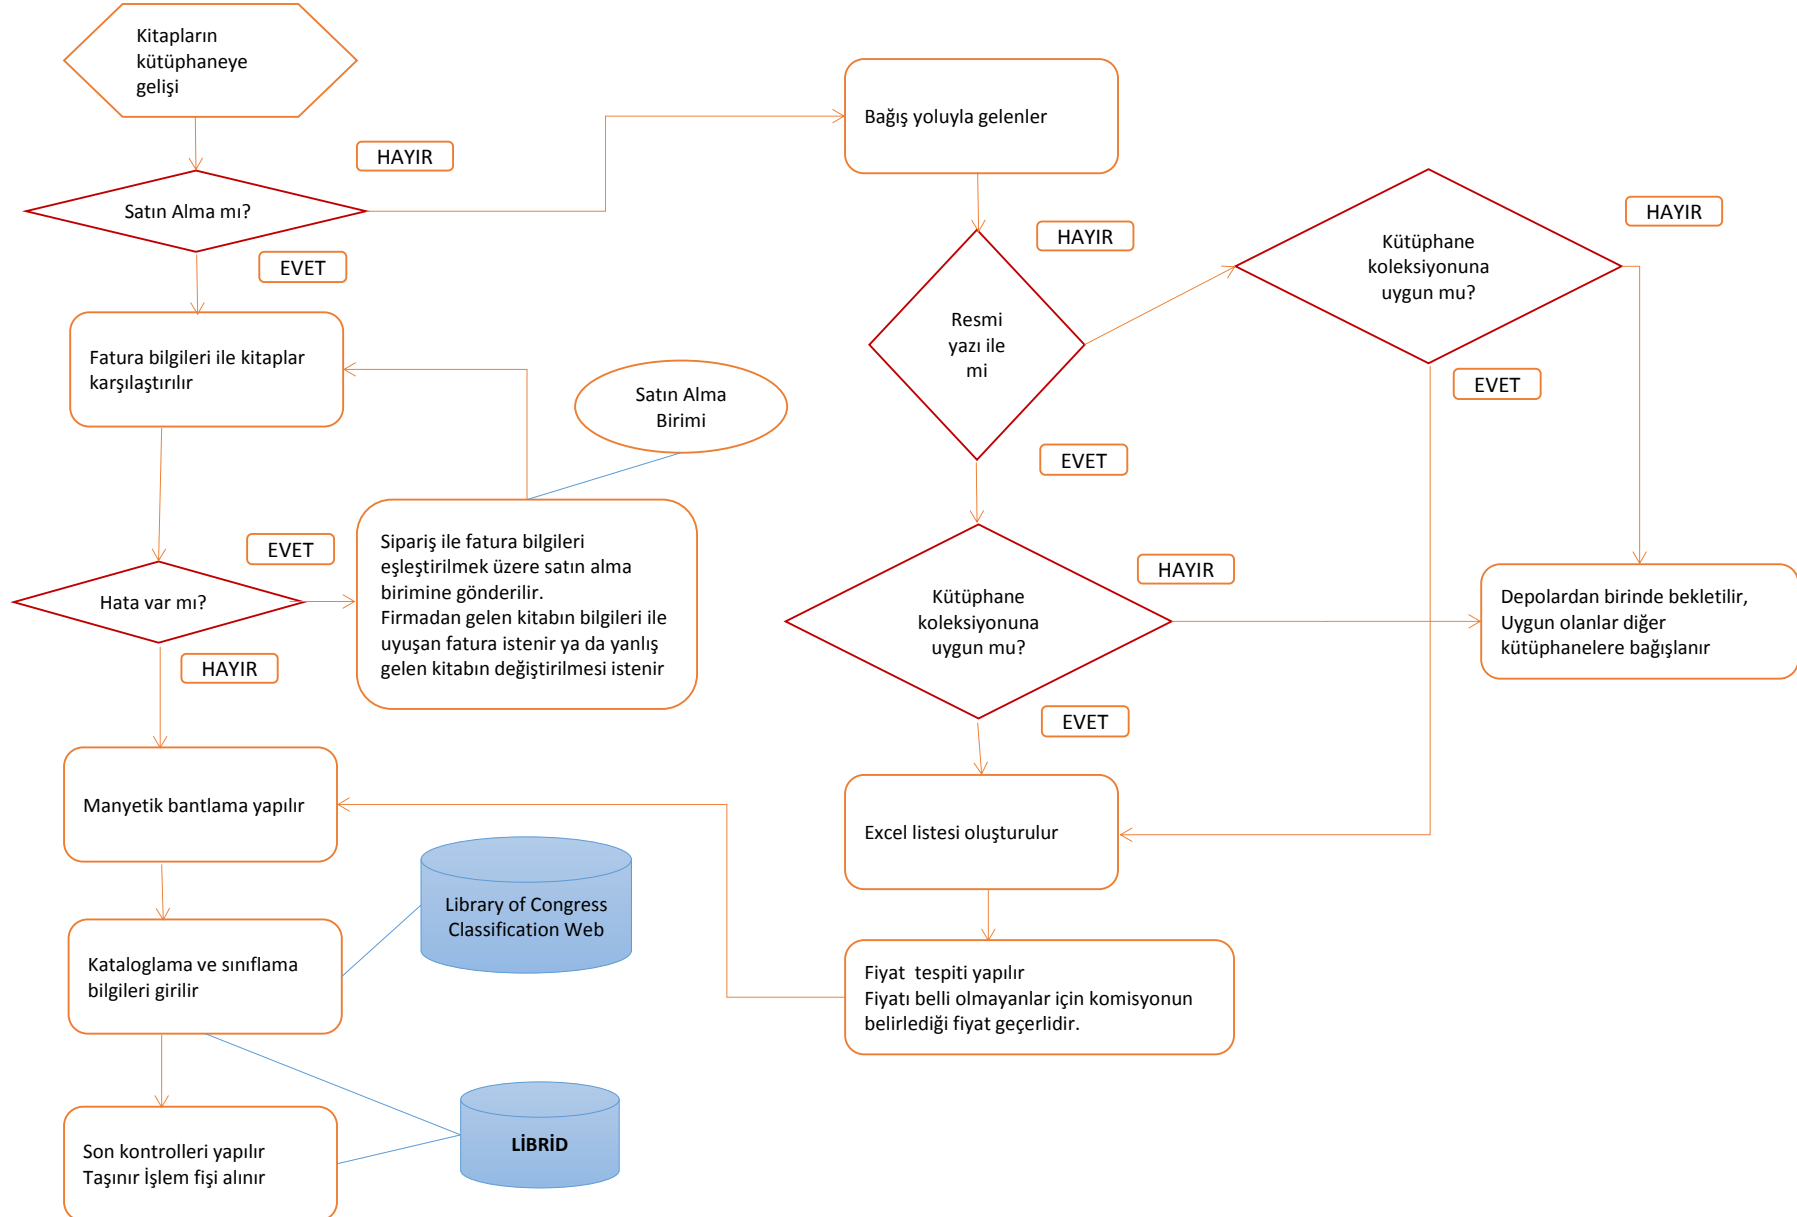 Kitapların
kütüphaneye
gelişi
HAYIR
Satın Alma mı?
EVET
Fatura bilgileri ile kitaplar
karşılaştırılır
Satın Alma
Birimi
EVET
Hata var mı?
HAYIR
Sipariş ile fatura bilgileri
eşleştirilmek üzere satın alma
birimine gönderilir.
Firmadan gelen kitabın bilgileri ile
uyuşan fatura istenir ya da yanlış
gelen kitabın değiştirilmesi istenir
Manyetik bantlama yapılır
Library of Congress
Classification Web
Kataloglama ve sınıflama
bilgileri girilir
LİBRİD
Son kontrolleri yapılır
Taşınır İşlem fişi alınır
Bağış yoluyla gelenler
HAYIR
Resmi
yazı ile
mi
EVET
Kütüphane
koleksiyonuna
uygun mu?
HAYIR
EVET
Kütüphane
koleksiyonuna
uygun mu?
HAYIR
EVET
Depolardan birinde bekletilir,
Uygun olanlar diğer
kütüphanelere bağışlanır
Excel listesi oluşturulur
Fiyat  tespiti yapılır
Fiyatı belli olmayanlar için komisyonun
belirlediği fiyat geçerlidir.